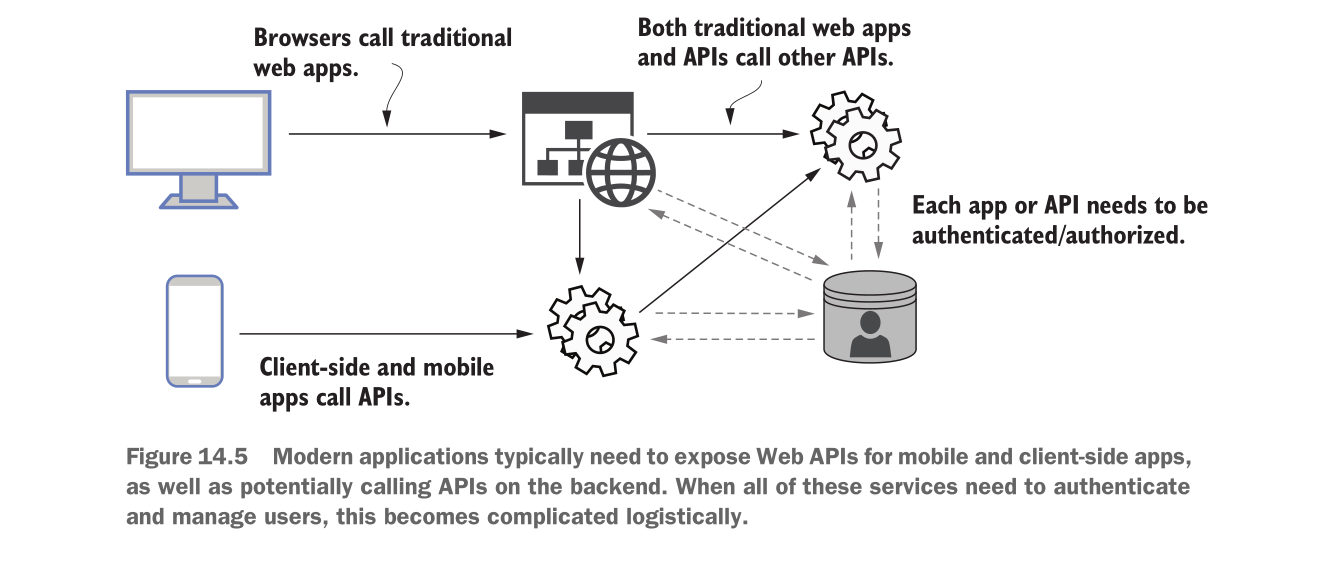 Browsers call traditional
web apps.
Both traditional web apps
and APIs call other APIs.
Each app or API needs to be
authenticated/authorized.
Client-side and mobile
apps call APIs.
Figure 14.5 Modern applications typically need to expose Web APIs for mobile and client-side apps,
as well as potentially calling APIs on the backend. When all of these services need to authenticate
and manage users, this becomes complicated logistically.